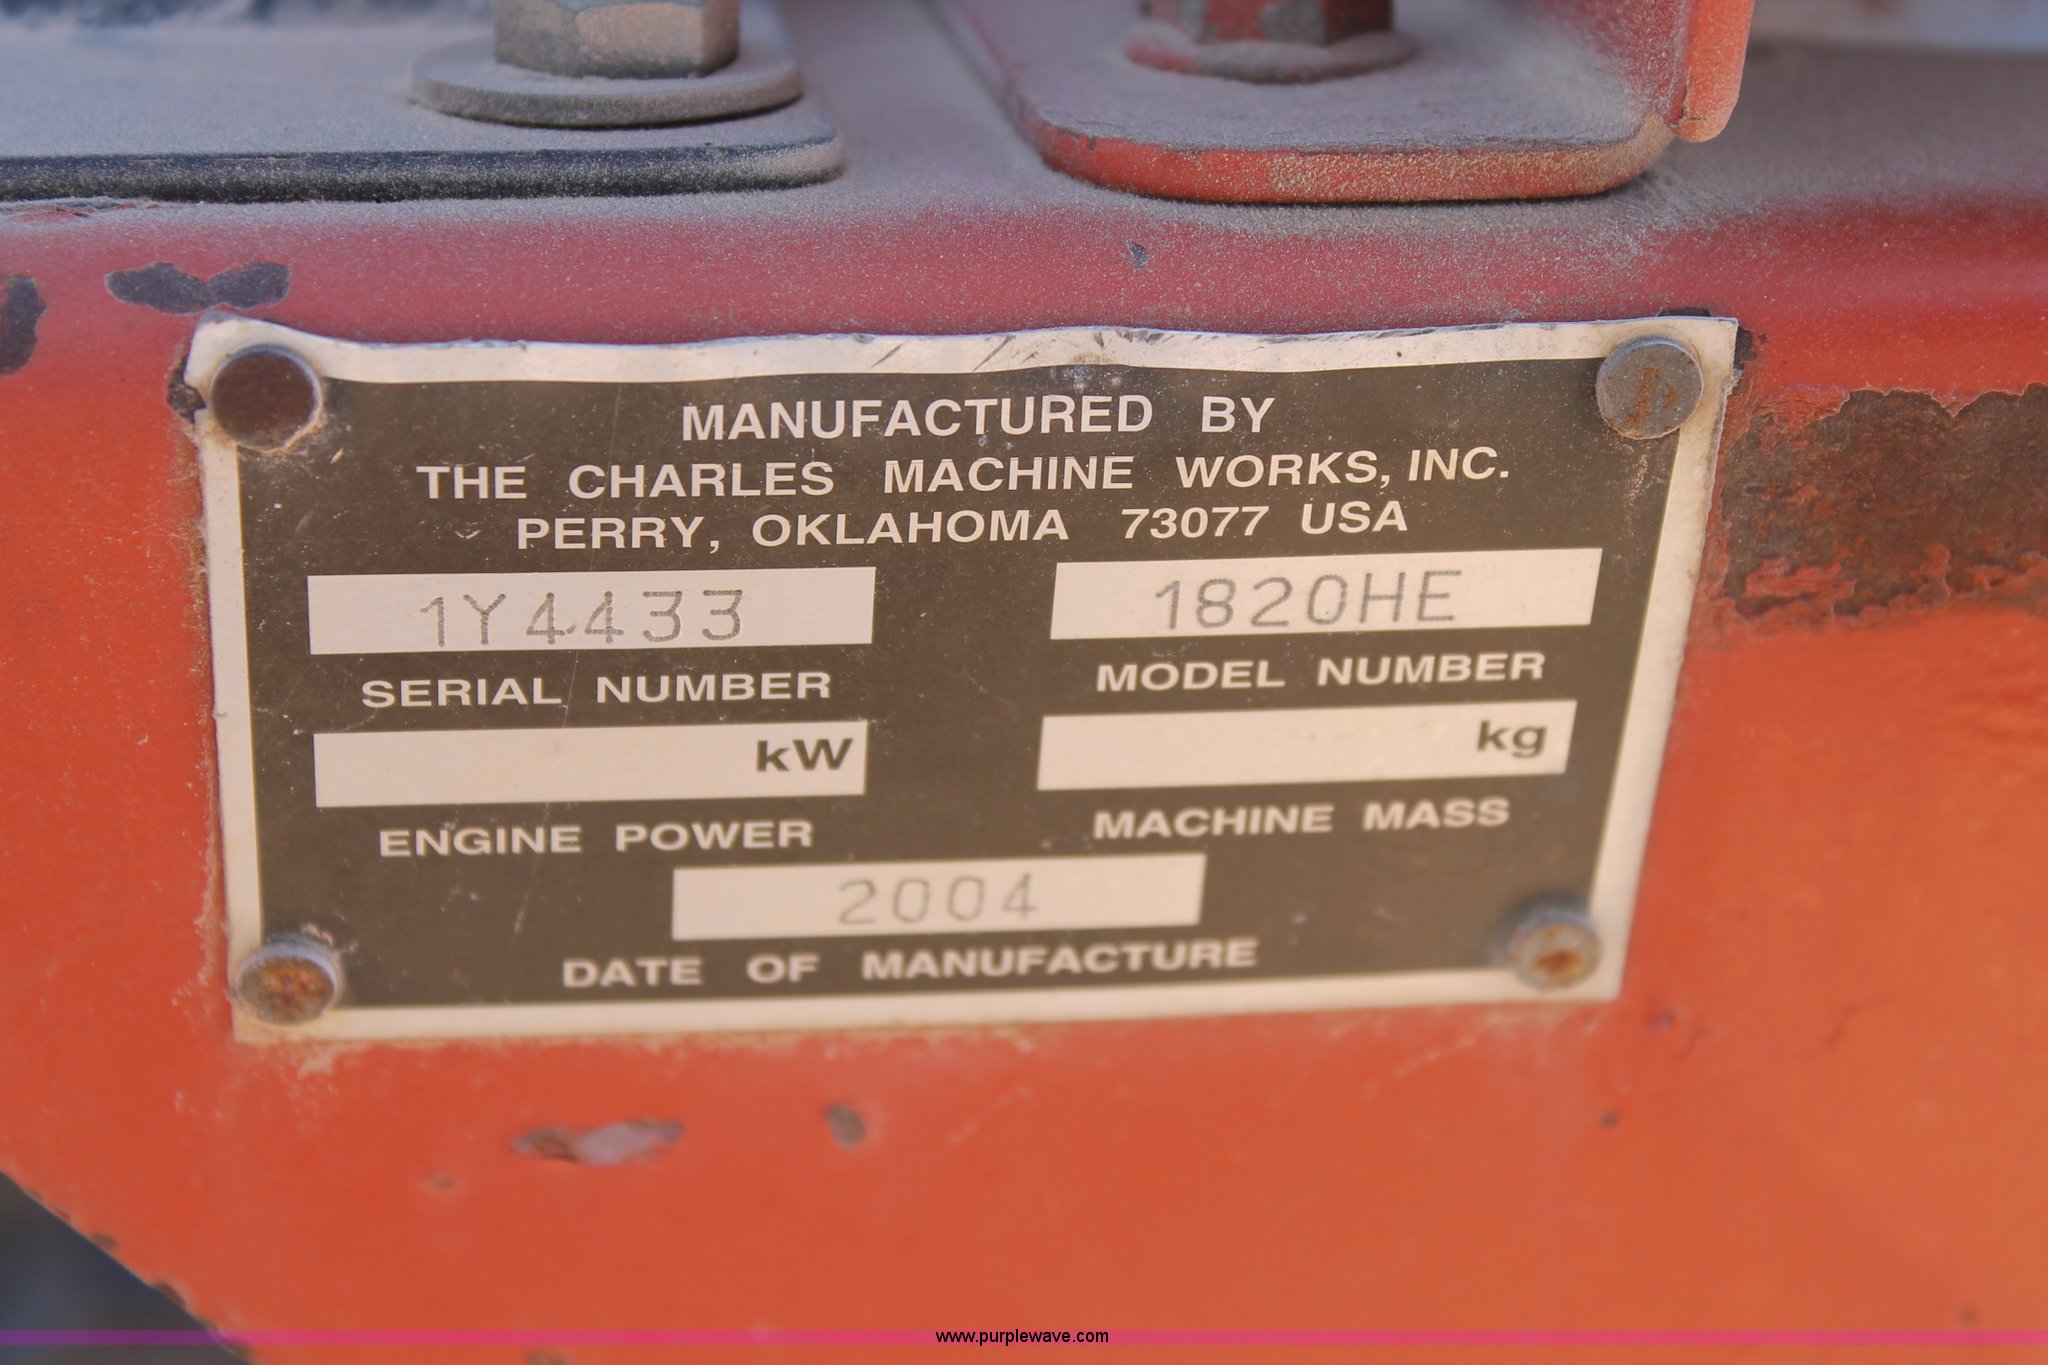 MANUFACTURED BY
THE CHARLES MACHINE WORKS, INC.
PERRY, OKLAHOMA 73077 USA
1Y4433 1820HE
SERIAL NUMBER MODEL NUMBER
kW kg
ENGINE POWER MACHINE MASS
2004
DATE OF MANUFACTURE
www.purplewave.com